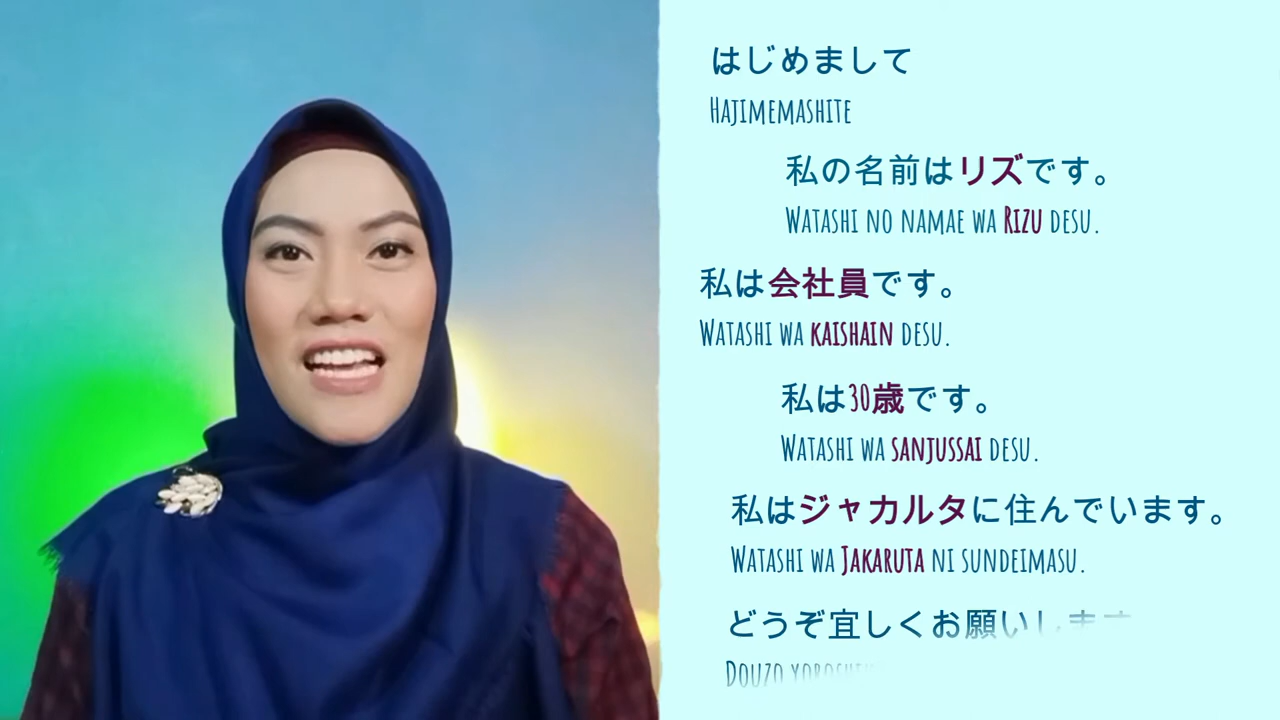 はじめまして
Hajimemashite
私の名前はリズです。
Watashi no namae wa Rizu desu.
私は会社員です。
Watashi wa kaishain desu.
私は30歳です。
Watashi wa sanjussai desu.
私はジャカルタに住んでいます。
Watashi wa Jakaruta ni sundeimasu.
どうぞ宜しくお願いします
Douzo